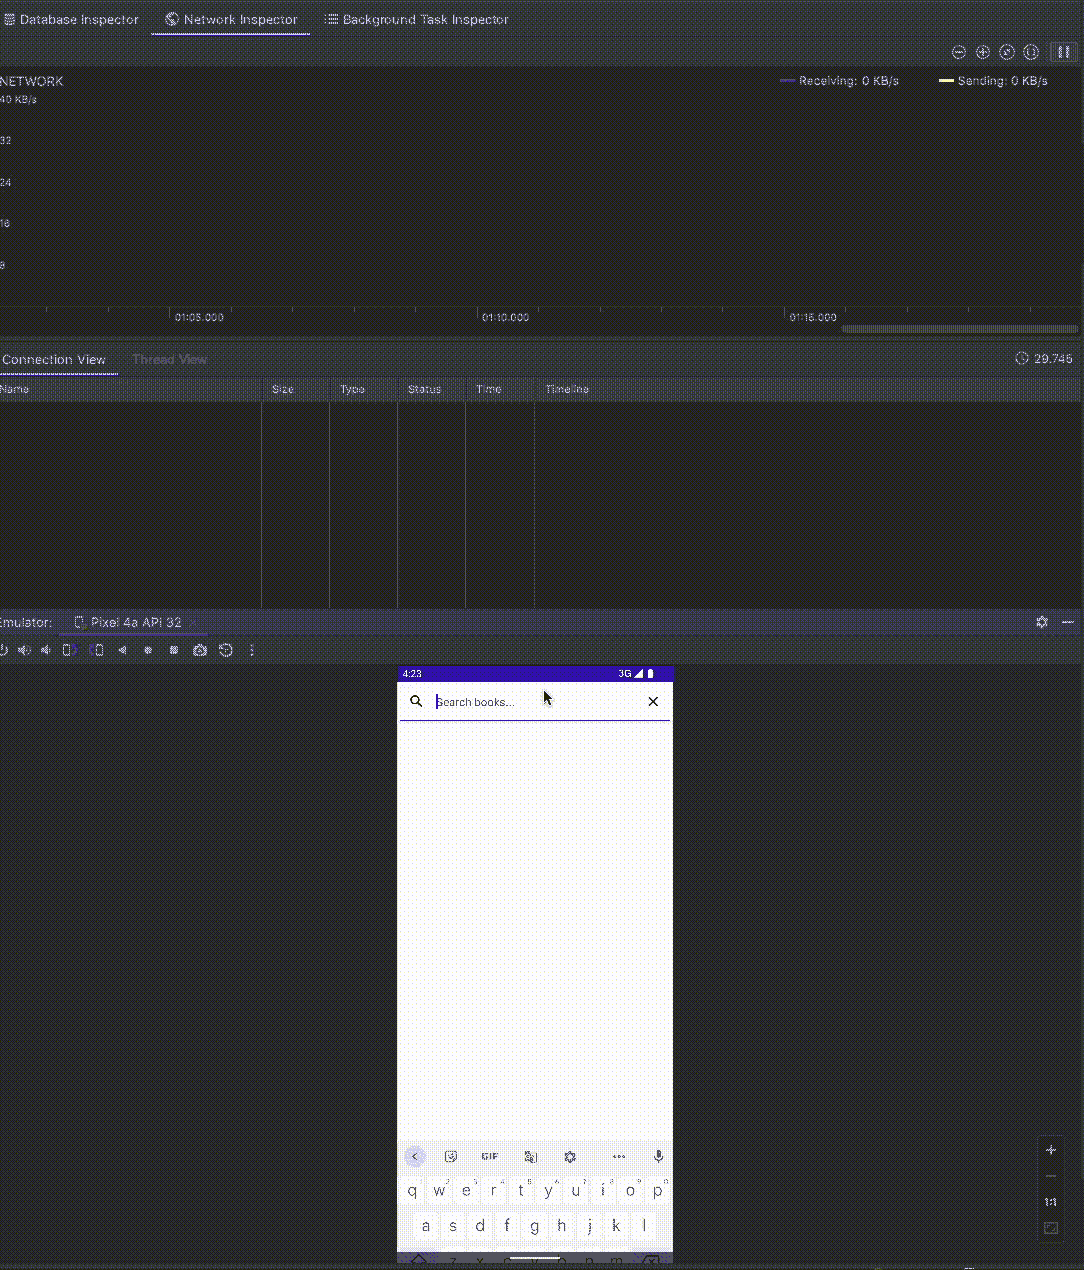 Database Inspector Network Inspector Background Task Inspector
NETWORK Receiving: 0 KB/s Sending: 0 KB/s
40 KB/s
32
24
16
8
01:05.000 01:10.000 01:15.000
Connection View Thread View 29.745
Name Size Type Status Time Timeline
Emulator: Pixel 4a API 32
4:23 3G
Search books...
GIF
q w e r t y u i o p
a s d f g h j k l
1:1